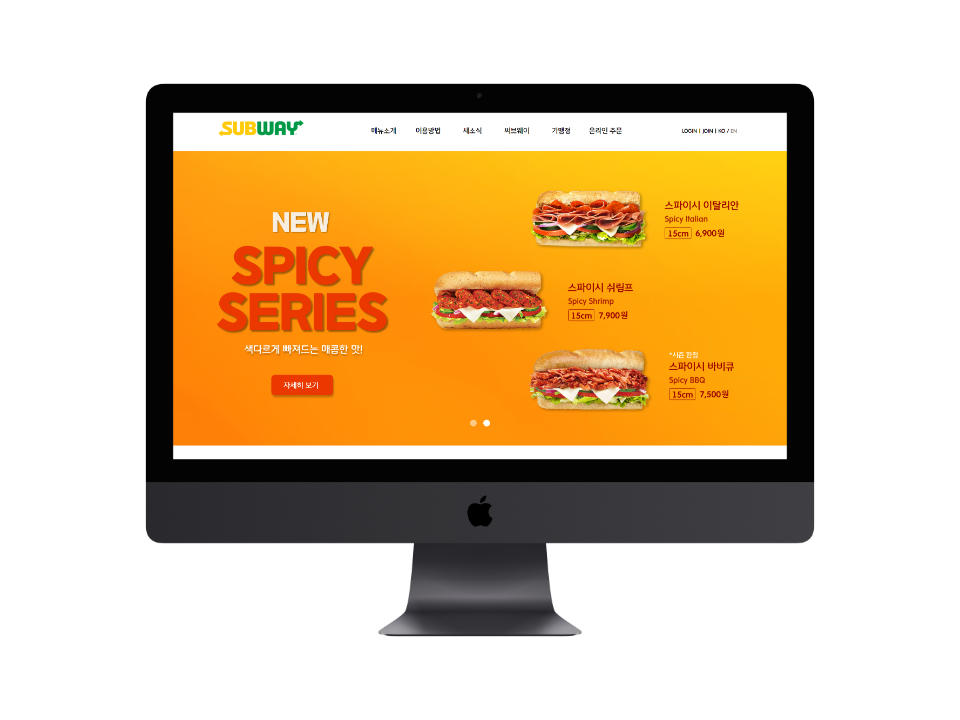 SUBWAY
메뉴소개 이용방법 새소식 써브웨이 가맹점 온라인 주문
LOGIN | JOIN | KO / EN
NEW
SPICY
SERIES
색다르게 빠져드는 매콤한 맛!
자세히 보기
스파이시 이탈리안
Spicy Italian
15cm 6,900원
스파이시 쉬림프
Spicy Shrimp
15cm 7,900원
*시즌 한정
스파이시 바비큐
Spicy BBQ
15cm 7,500원